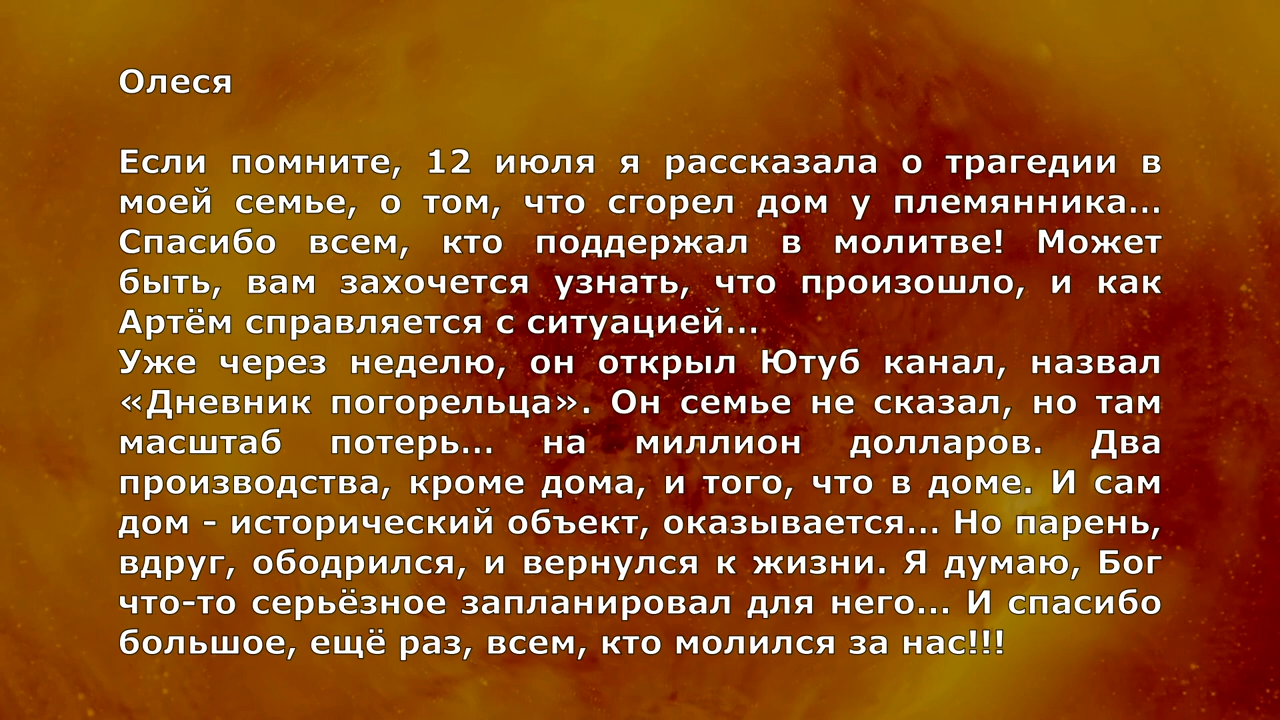 Олеся
Если помните, 12 июля я рассказала о трагедии в
моей семье, о том, что сгорел дом у племянника...
Спасибо всем, кто поддержал в молитве! Может
быть, вам захочется узнать, что произошло, и как
Артём справляется с ситуацией...
Уже через неделю, он открыл Ютуб канал, назвал
«Дневник погорельца». Он семье не сказал, но там
масштаб потерь... на миллион долларов. Два
производства, кроме дома, и того, что в доме. И сам
дом - исторический объект, оказывается... Но парень,
вдруг, ободрился, и вернулся к жизни. Я думаю, Бог
что-то серьёзное запланировал для него... И спасибо
большое, ещё раз, всем, кто молился за нас!!!